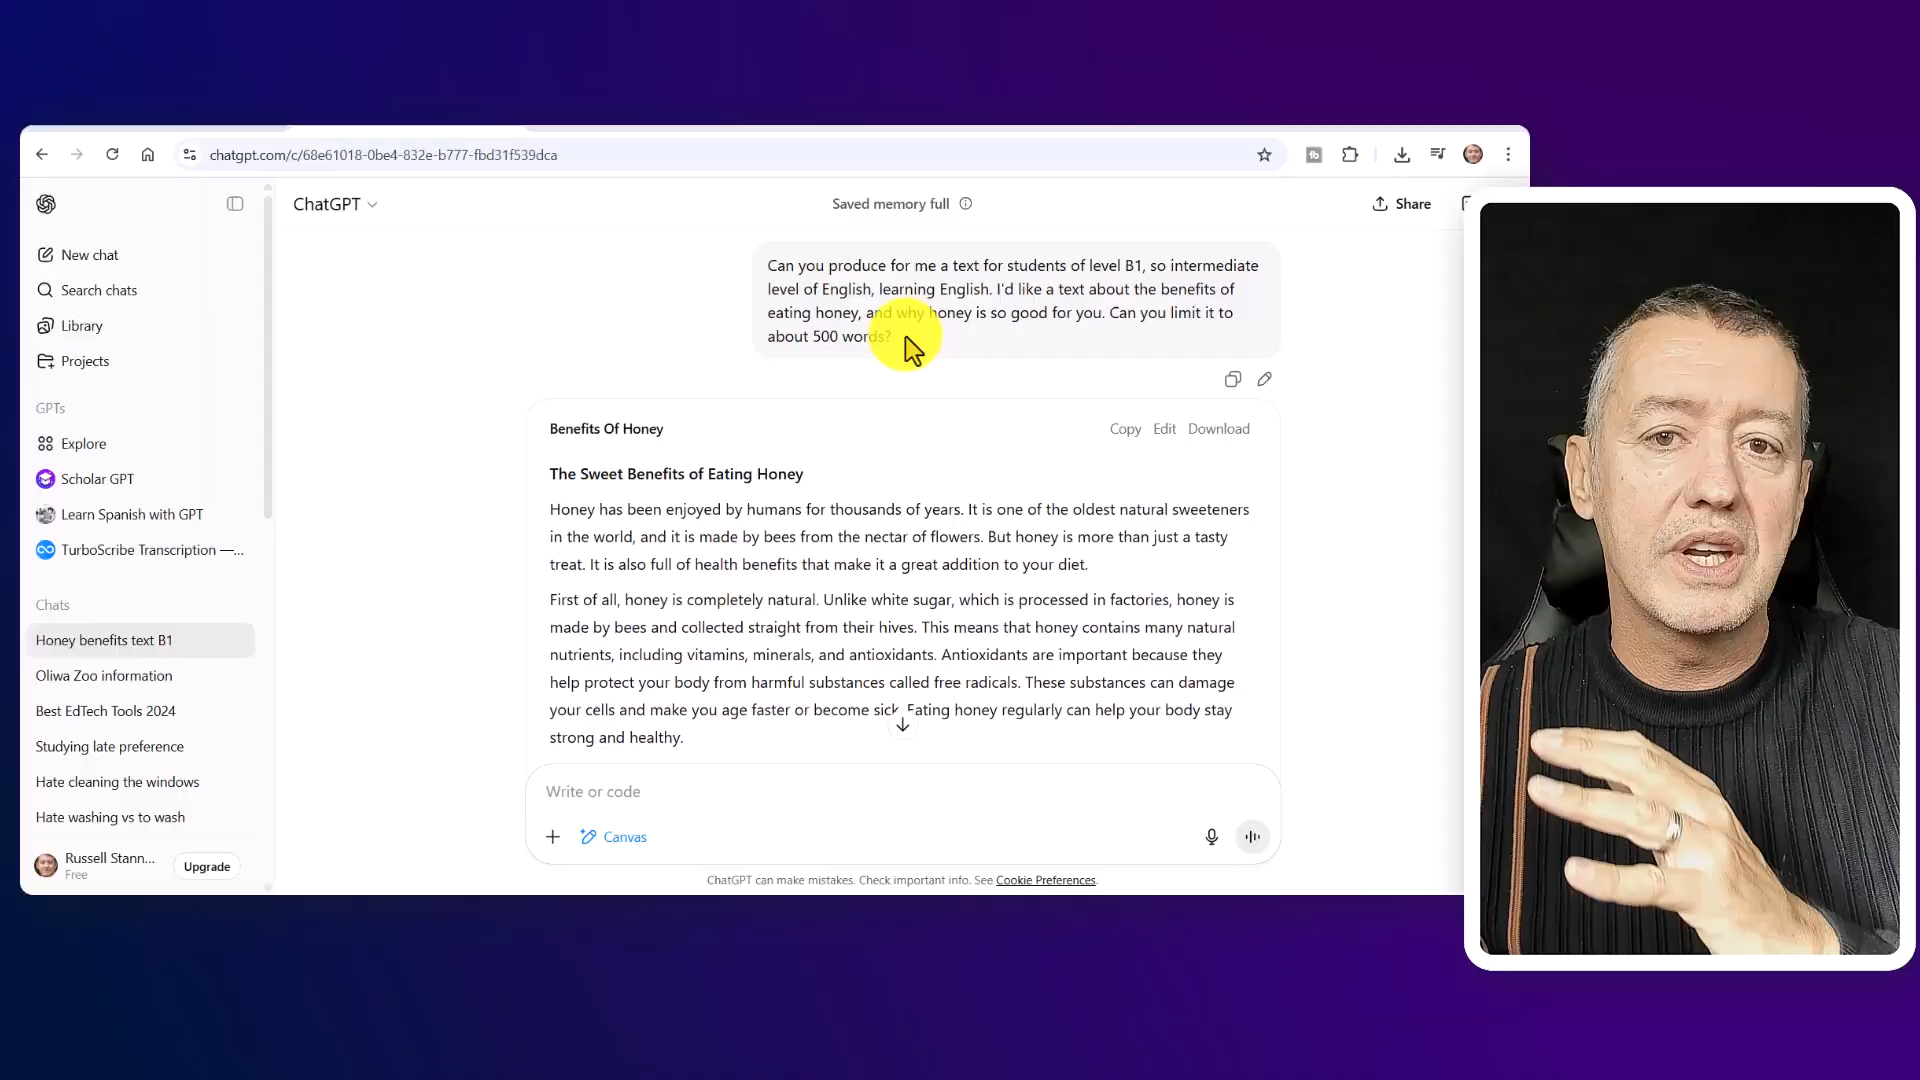 chatgpt.com/c/68e61018-0be4-832e-b777-fbd31f539dca
ChatGPT
Saved memory full
Share
New chat
Search chats
Library
Projects
GPTs
Explore
Scholar GPT
Learn Spanish with GPT
TurboScribe Transcription —...
Chats
Honey benefits text B1
Oliwa Zoo information
Best EdTech Tools 2024
Studying late preference
Hate cleaning the windows
Hate washing vs to wash
Russell Stann...
Free
Upgrade
Can you produce for me a text for students of level B1, so intermediate
level of English, learning English. I'd like a text about the benefits of
eating honey, and why honey is so good for you. Can you limit it to
about 500 words?
Benefits Of Honey
Copy Edit Download
The Sweet Benefits of Eating Honey
Honey has been enjoyed by humans for thousands of years. It is one of the oldest natural sweeteners
in the world, and it is made by bees from the nectar of flowers. But honey is more than just a tasty
treat. It is also full of health benefits that make it a great addition to your diet.
First of all, honey is completely natural. Unlike white sugar, which is processed in factories, honey is
made by bees and collected straight from their hives. This means that honey contains many natural
nutrients, including vitamins, minerals, and antioxidants. Antioxidants are important because they
help protect your body from harmful substances called free radicals. These substances can damage
your cells and make you age faster or become sick. Eating honey regularly can help your body stay
strong and healthy.
Write or code
Canvas
ChatGPT can make mistakes. Check important info. See Cookie Preferences.